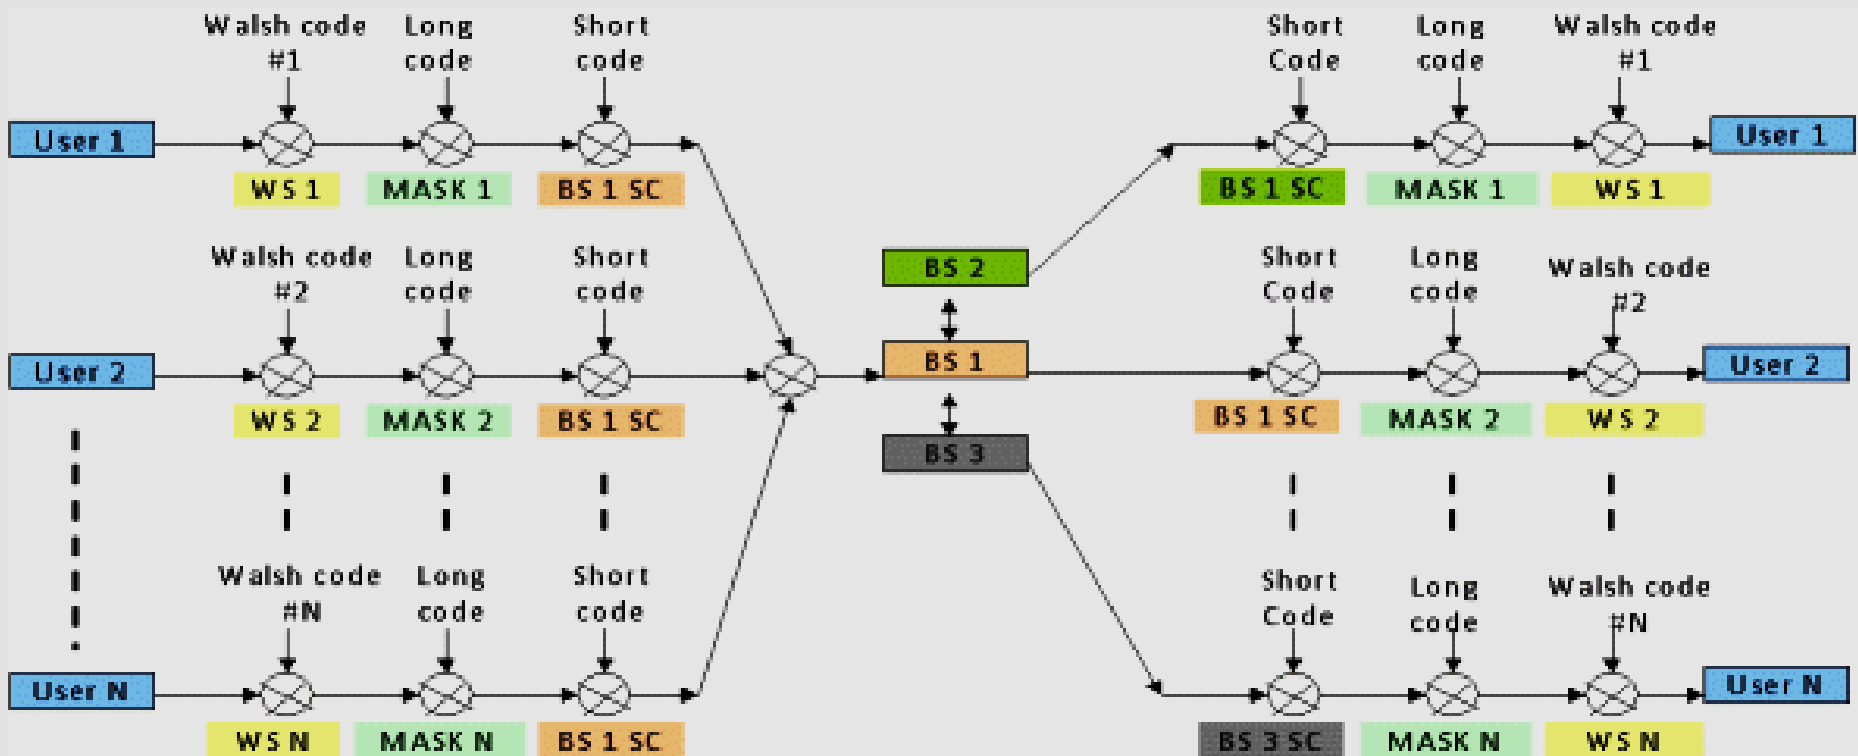 Walsh code
#1
Long
code
Short
code
Short
Code
Long
code
Walsh code
#1
User 1
User 1
WS 1
MASK 1
BS 1 SC
BS 1 SC
MASK 1
WS 1
Walsh code
#2
Long
code
Short
code
BS 2
Short
Code
Long
code
Walsh code
#2
User 2
BS 1
User 2
WS 2
MASK 2
BS 1 SC
BS 1 SC
MASK 2
WS 2
BS 3
Walsh code
#N
Long
code
Short
code
Short
Code
Long
code
Walsh code
#N
User N
User N
WS N
MASK N
BS 1 SC
BS 3 SC
MASK N
WS N